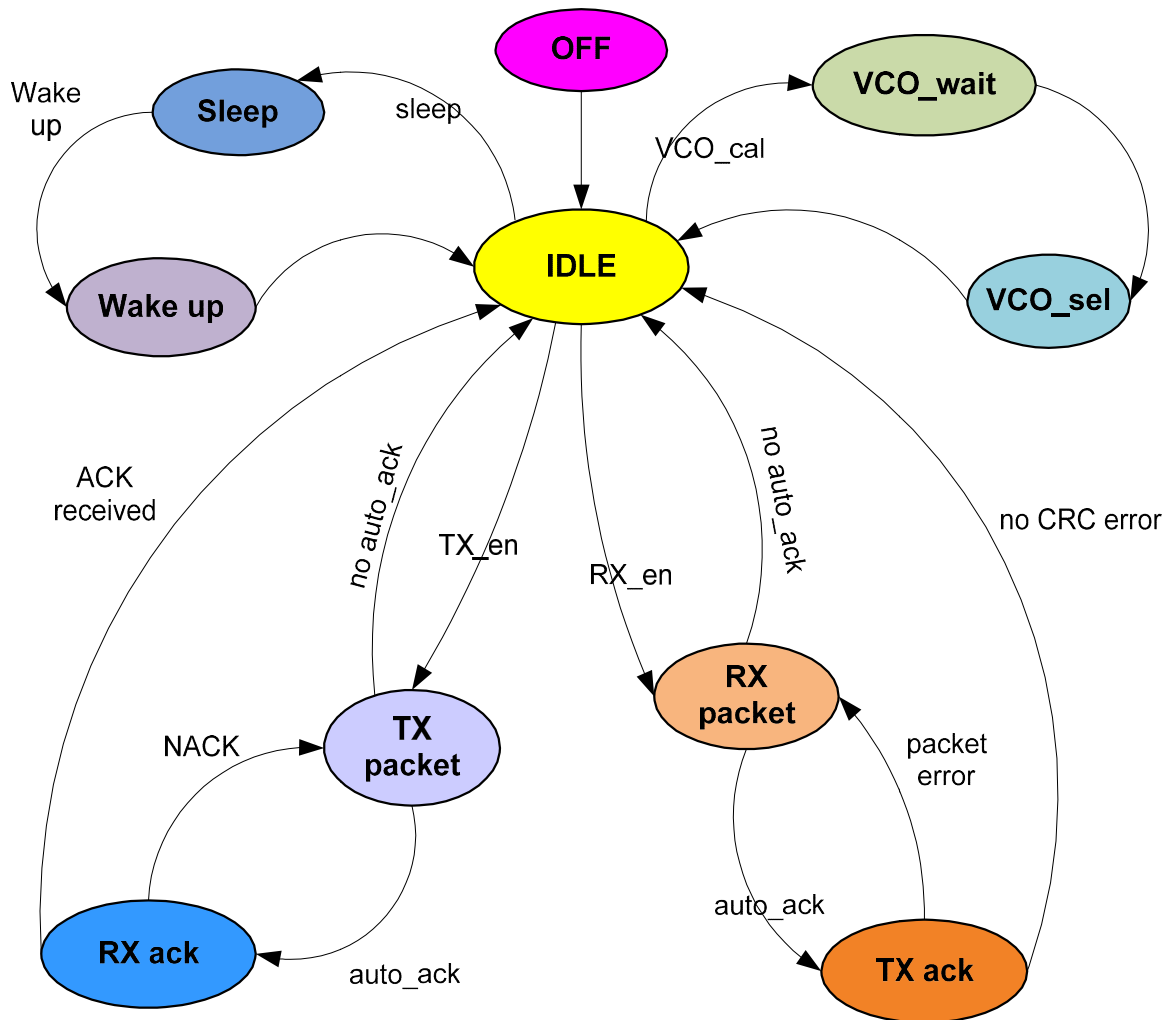 OFF
VCO_wait
Wake
up
Sleep
sleep
VCO_cal
IDLE
Wake up
VCO_sel
ACK
received
no auto_ack
TX_en
RX_en
no auto_ack
no CRC error
RX
packet
TX
packet
NACK
packet
error
auto_ack
RX ack
auto_ack
TX ack